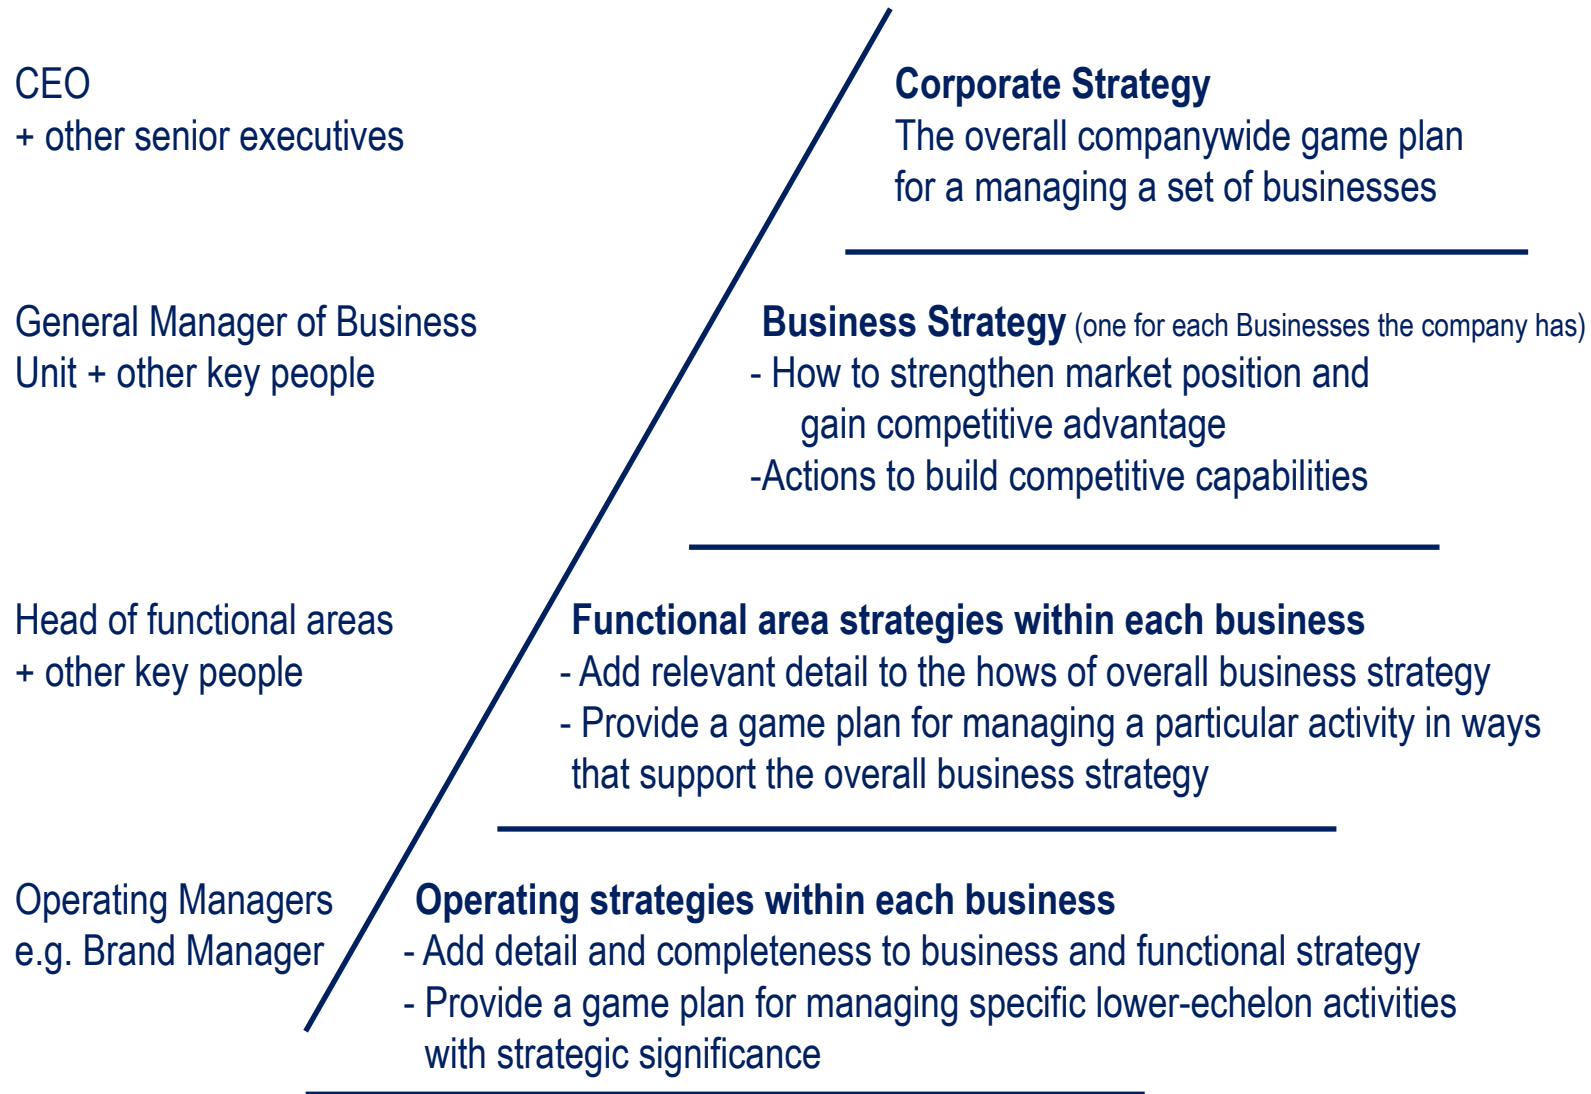 CEO
+ other senior executives
Corporate Strategy
The overall companywide game plan
for a managing a set of businesses
General Manager of Business
Unit + other key people
Business Strategy (one for each Businesses the company has)
- How to strengthen market position and
gain competitive advantage
-Actions to build competitive capabilities
Head of functional areas
+ other key people
Functional area strategies within each business
- Add relevant detail to the hows of overall business strategy
- Provide a game plan for managing a particular activity in ways
that support the overall business strategy
Operating Managers
e.g. Brand Manager
Operating strategies within each business
- Add detail and completeness to business and functional strategy
- Provide a game plan for managing specific lower-echelon activities
with strategic significance